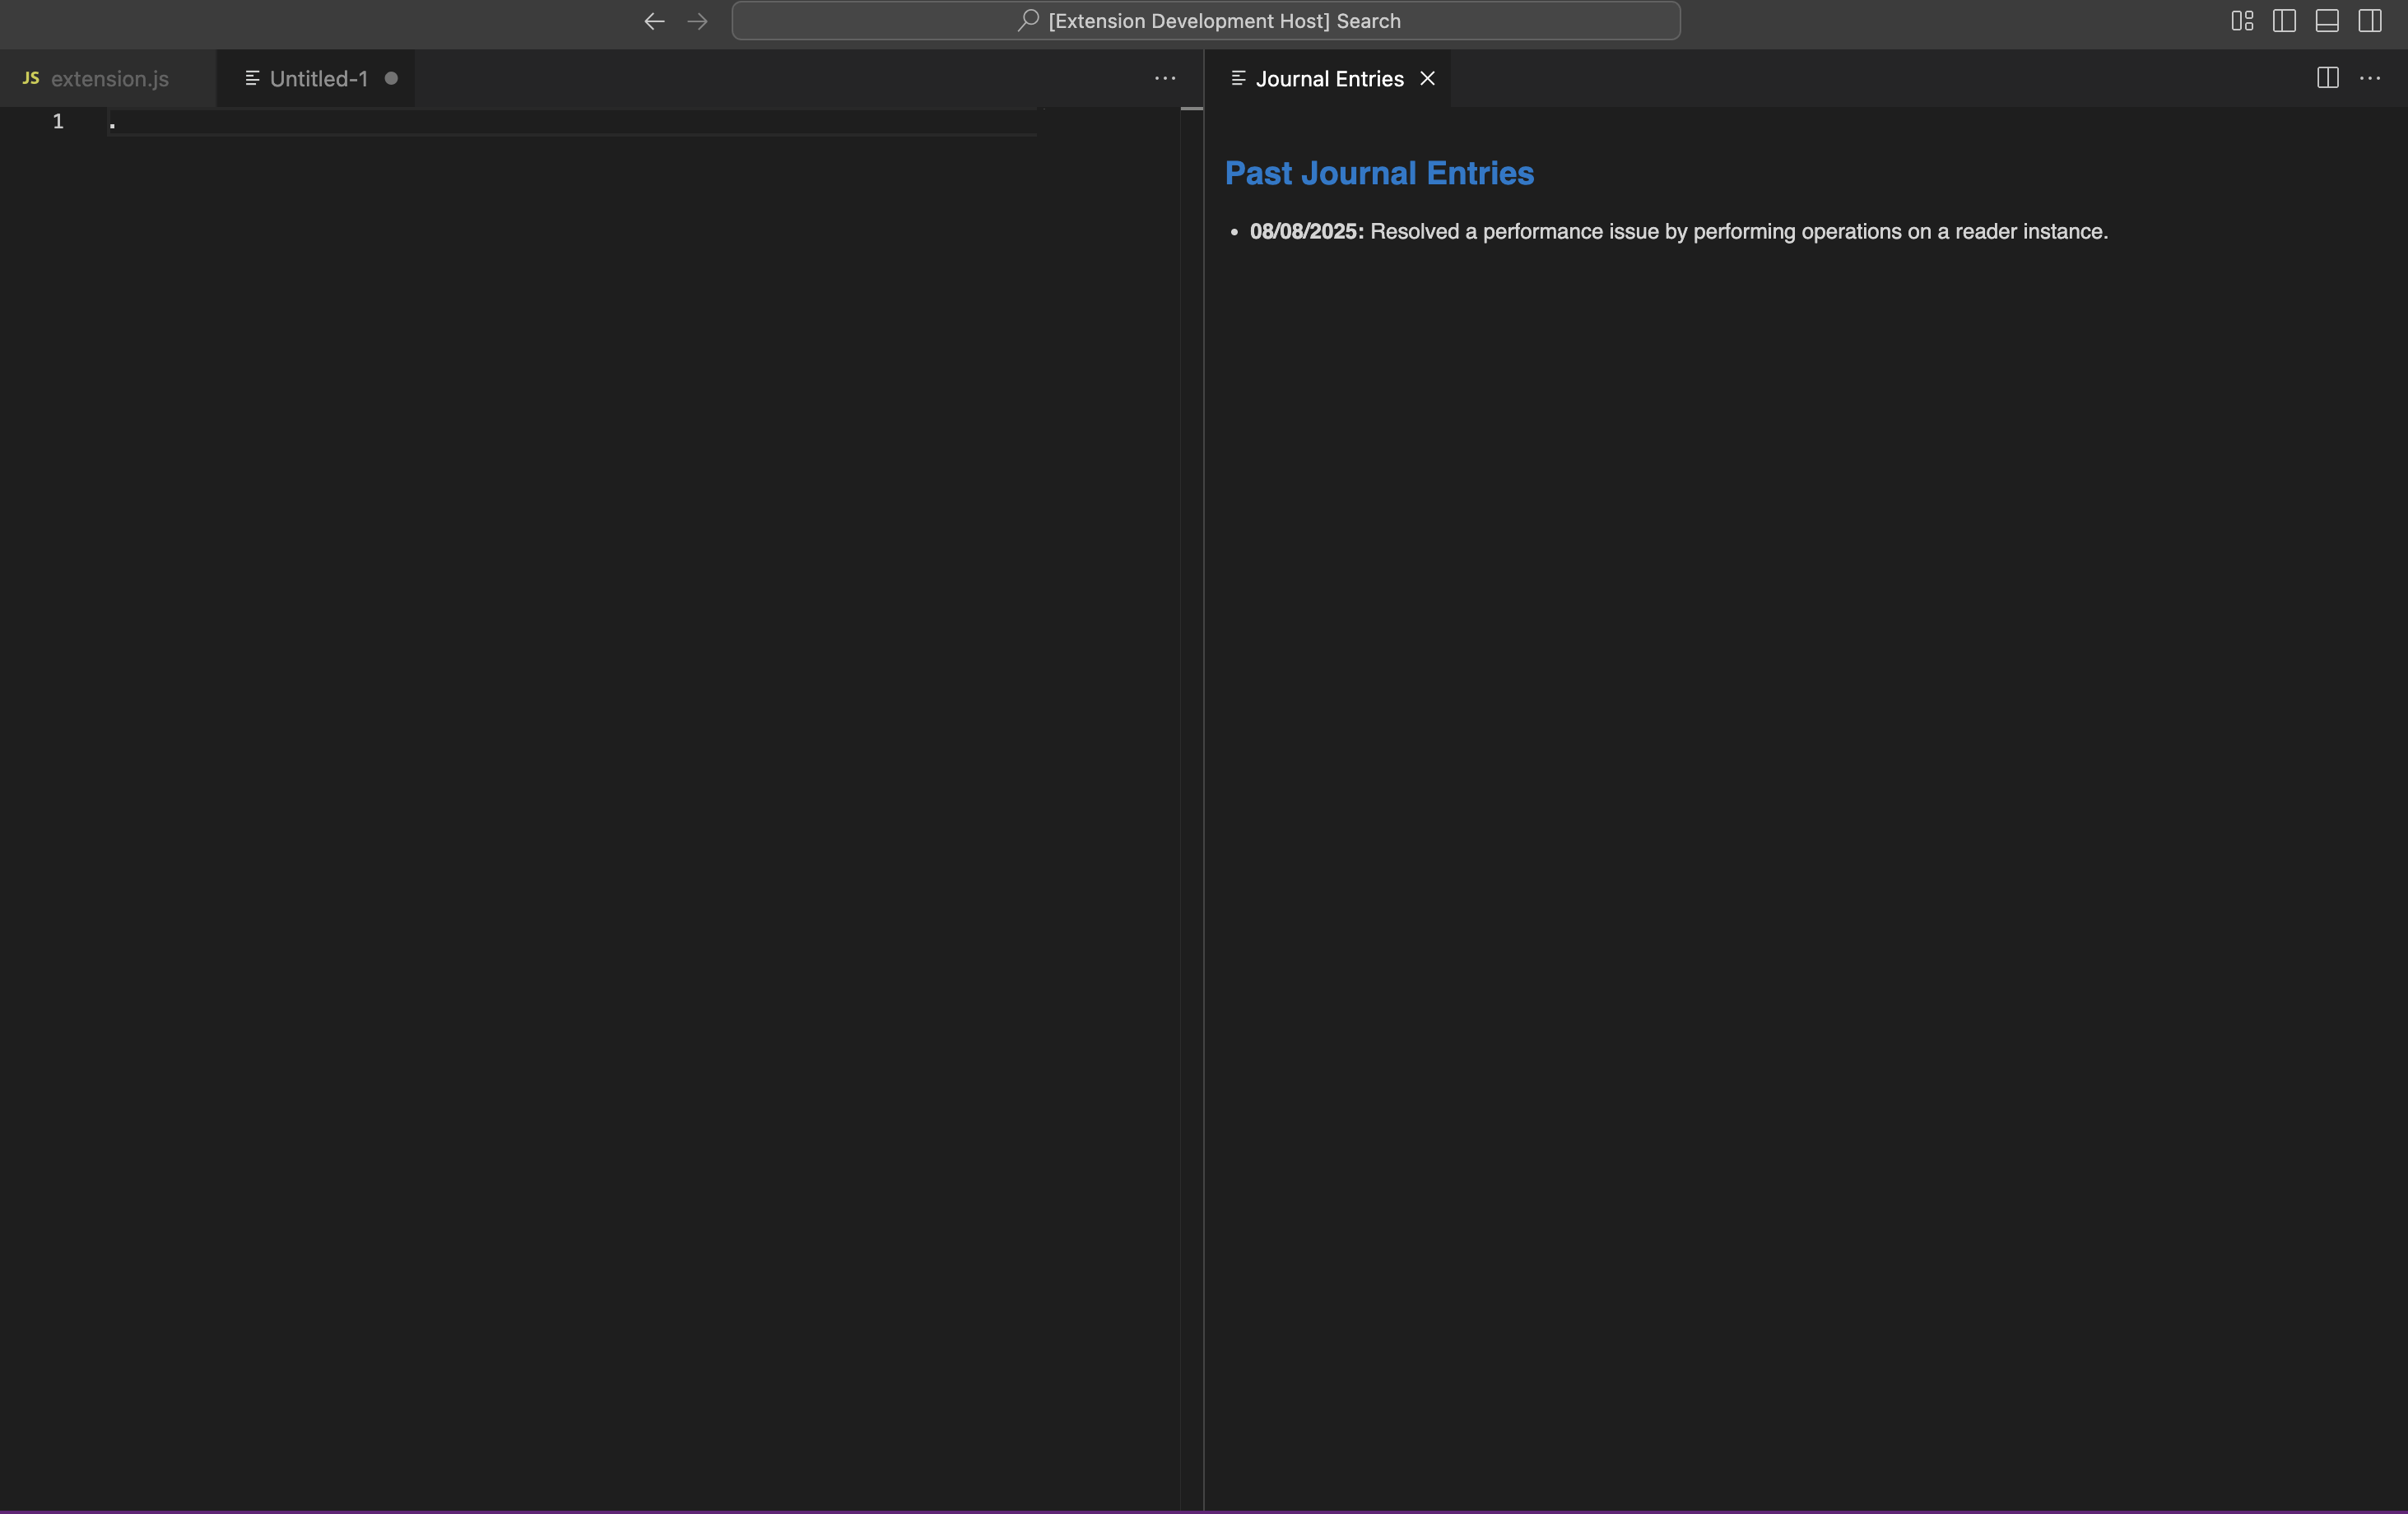 [Extension Development Host] Search
JS extension.js
Untitled-1
Journal Entries
1 .
Past Journal Entries
• 08/08/2025: Resolved a performance issue by performing operations on a reader instance.